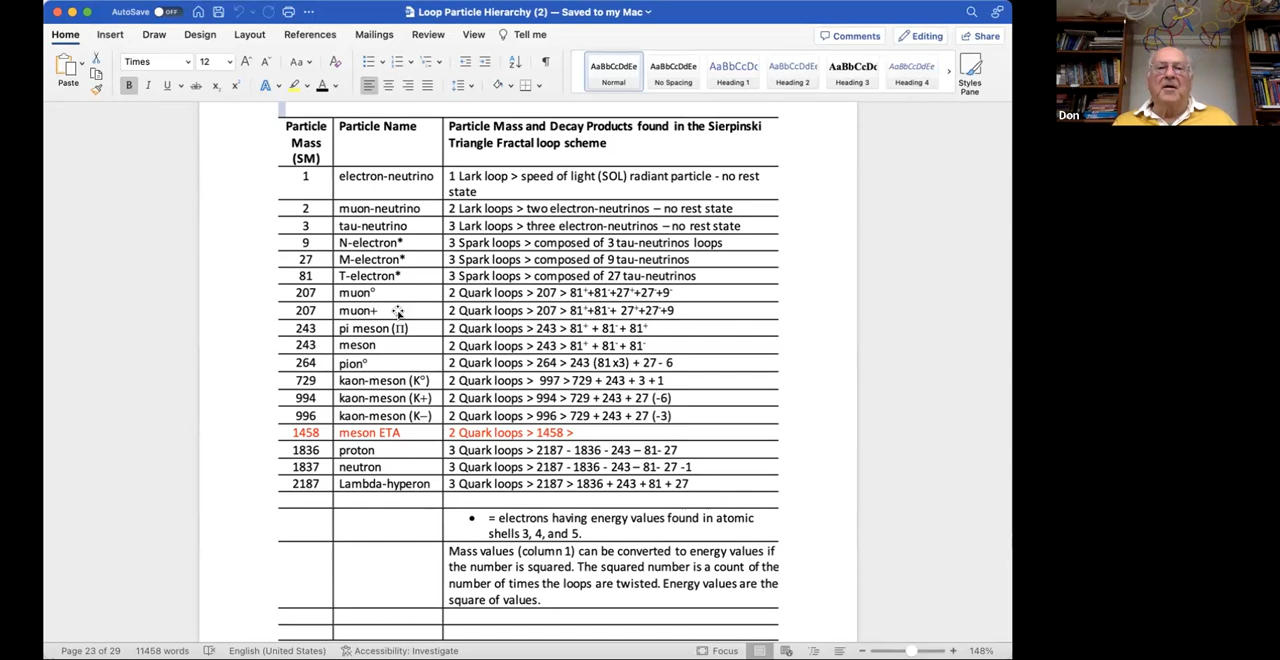 AutoSave OFF
Loop Particle Hierarchy (2) — Saved to my Mac
Home Insert Draw Design Layout References Mailings Review View Tell me
Comments Editing Share
Paste
Times 12
AaBbCcDdEe AaBbCcDdEe AaBbCcDd AaBbCcDdEe AaBbCcDc AaBbCcDdEe
Normal No Spacing Heading 1 Heading 2 Heading 3 Heading 4
Styles Pane
Don
Particle Mass (SM) Particle Name Particle Mass and Decay Products found in the Sierpinski
Triangle Fractal loop scheme
1 electron-neutrino 1 Lark loop > speed of light (SOL) radiant particle - no rest
state
2 muon-neutrino 2 Lark loops > two electron-neutrinos – no rest state
3 tau-neutrino 3 Lark loops > three electron-neutrinos – no rest state
9 N-electron* 3 Spark loops > composed of 3 tau-neutrinos loops
27 M-electron* 3 Spark loops > composed of 9 tau-neutrinos
81 T-electron* 3 Spark loops > composed of 27 tau-neutrinos
207 muon° 2 Quark loops > 207 > 81⁺+81⁻+27⁺+27⁻+9⁻
207 muon+ 2 Quark loops > 207 > 81⁺+81⁻+ 27⁺+27⁻+9
243 pi meson (Π) 2 Quark loops > 243 > 81⁺ + 81⁻ + 81⁺
243 meson 2 Quark loops > 243 > 81⁺ + 81⁻ + 81⁻
264 pion° 2 Quark loops > 264 > 243 (81 x3) + 27 - 6
729 kaon-meson (K°) 2 Quark loops > 997 > 729 + 243 + 3 + 1
994 kaon-meson (K+) 2 Quark loops > 994 > 729 + 243 + 27 (-6)
996 kaon-meson (K–) 2 Quark loops > 996 > 729 + 243 + 27 (-3)
1458 meson ETA 2 Quark loops > 1458 >
1836 proton 3 Quark loops > 2187 - 1836 - 243 – 81- 27
1837 neutron 3 Quark loops > 2187 - 1836 - 243 – 81- 27 -1
2187 Lambda-hyperon 3 Quark loops > 2187 > 1836 + 243 + 81 + 27
• = electrons having energy values found in atomic
shells 3, 4, and 5.
Mass values (column 1) can be converted to energy values if
the number is squared. The squared number is a count of the
number of times the loops are twisted. Energy values are the
square of values.
Page 23 of 29 11458 words English (United States) Accessibility: Investigate Focus 148%